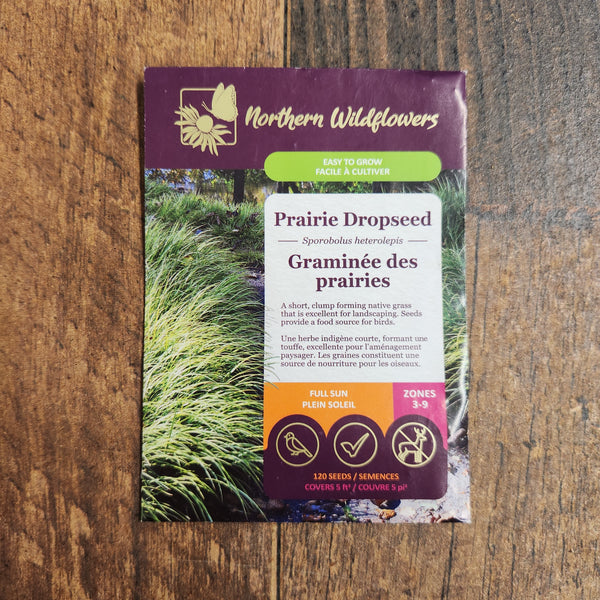 Northern Wildflowers
EASY TO GROW
FACILE À CULTIVER
Prairie Dropseed
Sporobolus heterolepis
Graminée des
prairies
A short, clump forming native grass
that is excellent for landscaping. Seeds
provide a food source for birds.
Une herbe indigène courte, formant une
touffe, excellente pour l'aménagement
paysager. Les graines constituent une
source de nourriture pour les oiseaux.
FULL SUN
PLEIN SOLEIL
ZONES
3-9
120 SEEDS / SEMENCES
COVERS 5 ft² / COUVRE 5 pi²